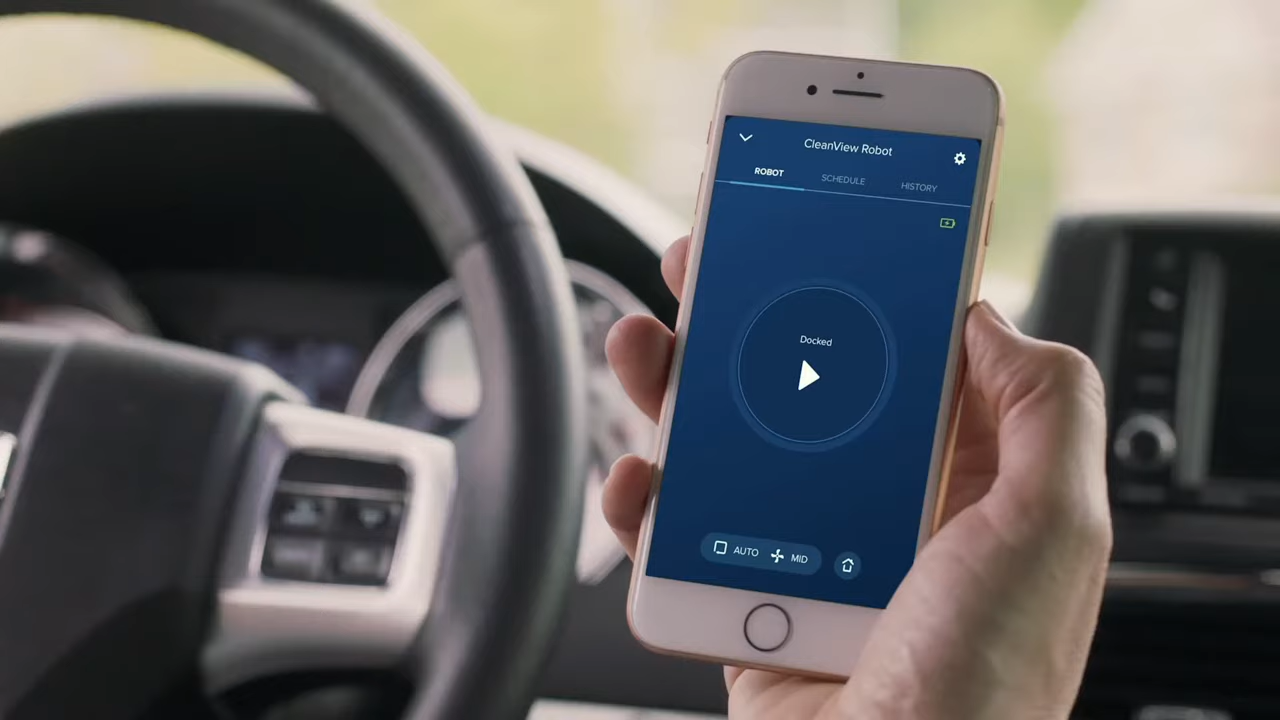 CleanView Robot
ROBOT
SCHEDULE
HISTORY
Docked
AUTO
MID